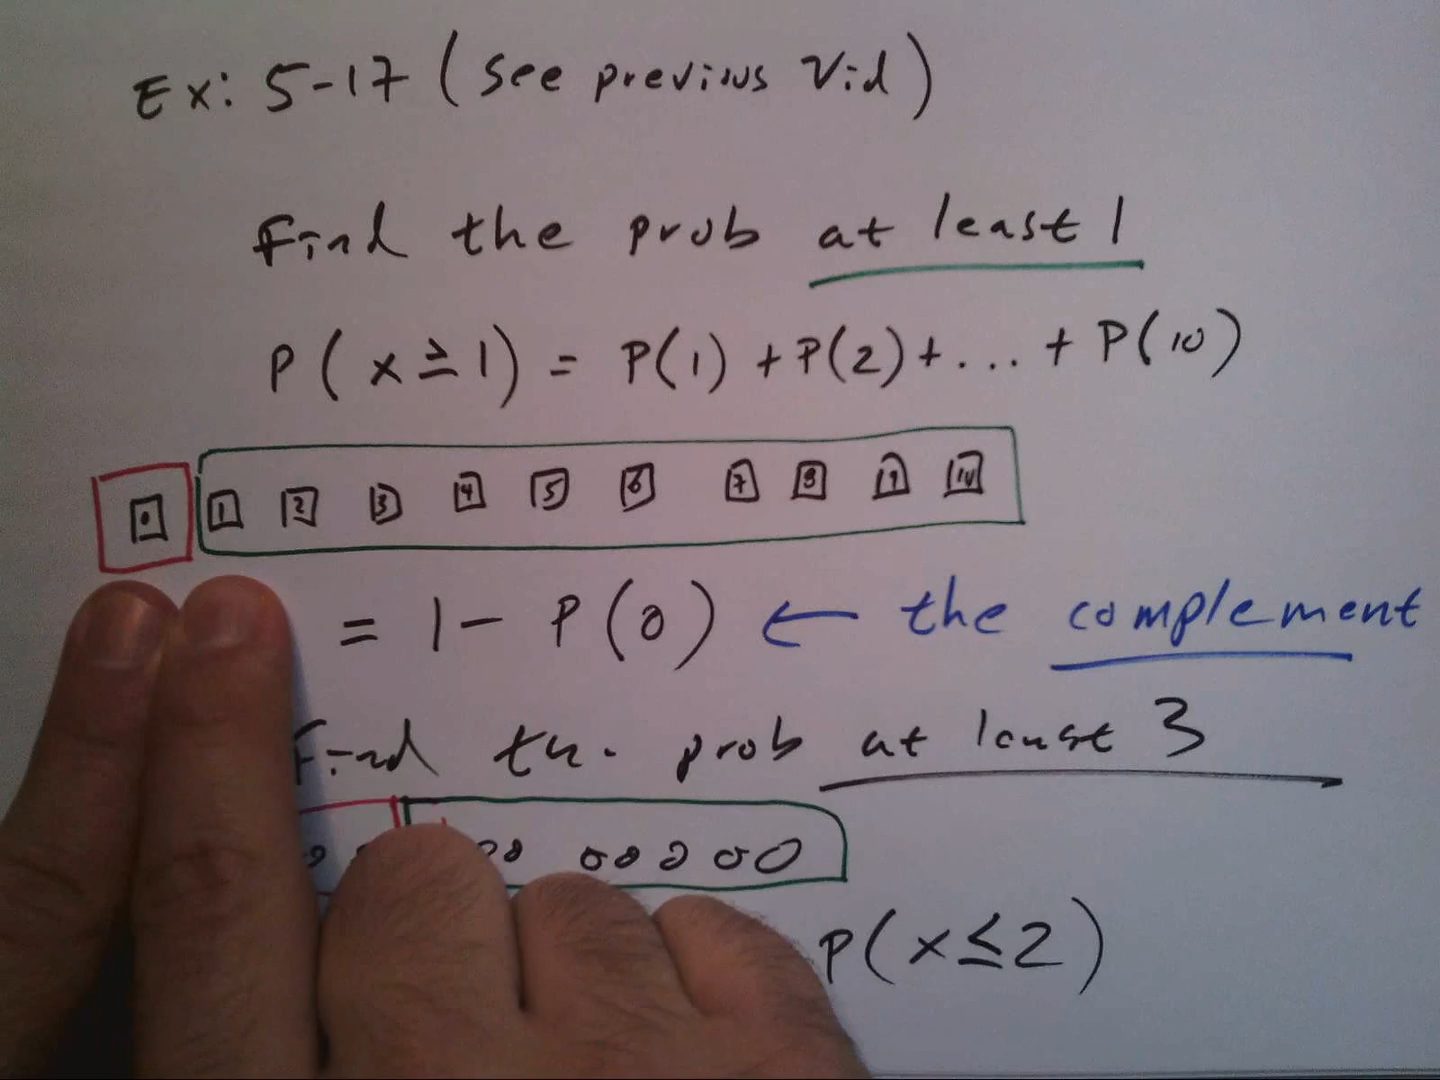 Ex: 5-17 (See previous Vid)
Find the prob at least 1
P(x≥1) = P(1) + P(2) + ... + P(10)
0 1 2 3 4 5 6 7 8 9 10
= 1 - P(0) ← the complement
Find the prob at least 3
P(x≤2)